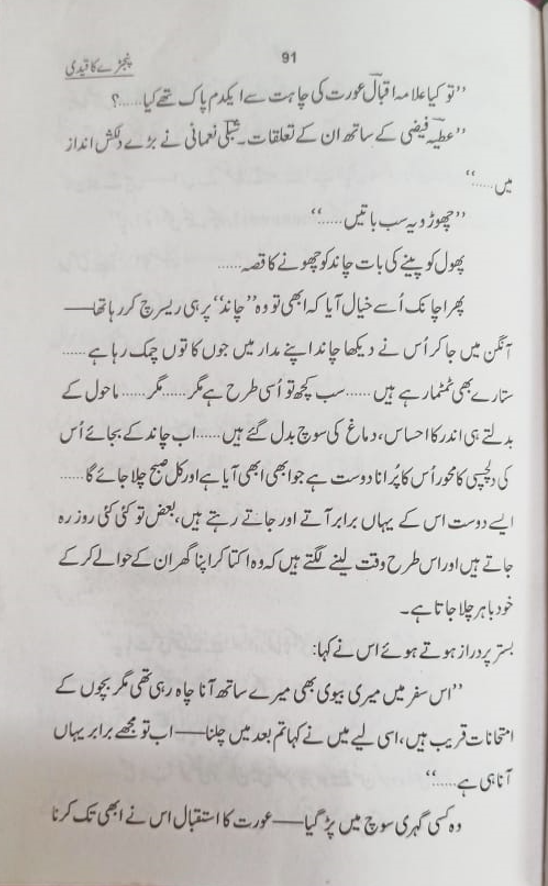 91
پنجڑے کا قیدی
’’تو کیا علامہ اقبالؔ عورت کی چاہت سے ایکدم پاک تھے کیا......؟
’’عطیہؔ فیضی کے ساتھ ان کے تعلقات۔ شبلیؔ نعمانی نے بڑے دلکش انداز
میں.....‘‘
’’چھوڑو یہ سب باتیں.....‘‘
پھول کو پینے کی بات چاند کو چھونے کا قصہ......
پھر اچانک اُسے خیال آیا کہ ابھی تو وہ ’’چاند‘‘ پر ہی ریسرچ کر رہا تھا——
آنگن میں جا کر اُس نے دیکھا چاند اپنے مدار میں جوں کا توں چمک رہا ہے......
ستارے بھی ٹمٹما رہے ہیں......سب کچھ تو اُسی طرح ہے مگر......مگر......ماحول کے
بدلتے ہی اندر کا احساس، دماغ کی سوچ بدل گئے ہیں......اب چاند کے بجائے اُس
کی دلچسپی کا محور اُس کا پُرانا دوست ہے جو ابھی ابھی آیا ہے اور کل صبح چلا جائے گا......
ایسے دوست اس کے یہاں برابر آتے اور جاتے رہتے ہیں، بعض تو کئی کئی روز رہ
جاتے ہیں اور اس طرح وقت لینے لگتے ہیں کہ وہ اکتا کر اپنا گھر ان کے حوالے کر کے
خود باہر چلا جاتا ہے۔
بستر پر دراز ہوتے ہوئے اس نے کہا:
’’اس سفر میں میری بیوی بھی میرے ساتھ آنا چاہ رہی تھی مگر بچوں کے
امتحانات قریب ہیں، اسی لیے میں نے کہا تم بعد میں چلنا——اب تو مجھے برابر یہاں
آنا ہی ہے.....‘‘
وہ کسی گہری سوچ میں پڑ گیا——عورت کا استقبال اس نے ابھی تک کرنا